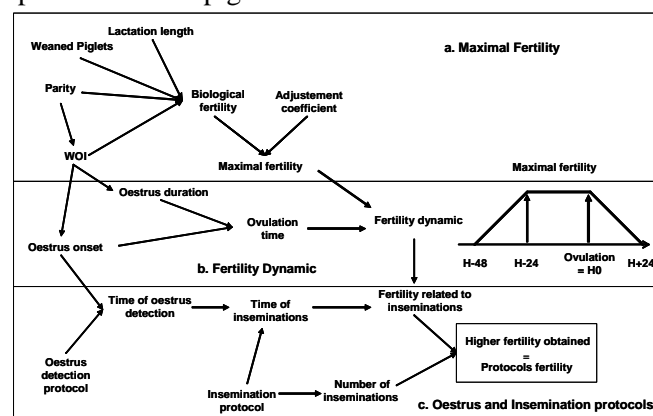 Lactation length
Weaned Piglets
a. Maximal Fertility
Parity
Biological
fertility
Adjustement
coefficient
WOI
Maximal fertility
Maximal fertility
Oestrus duration
Ovulation
time
Fertility dynamic
Oestrus onset
H-48
H-24
Ovulation
= H0
H+24
b. Fertility Dynamic
Time of oestrus
detection
Time of
inseminations
Fertility related to
inseminations
Higher fertility obtained
=
Protocols fertility
Oestrus
detection
protocol
Insemination
protocol
Number of
inseminations
c. Oestrus and Insemination protocols